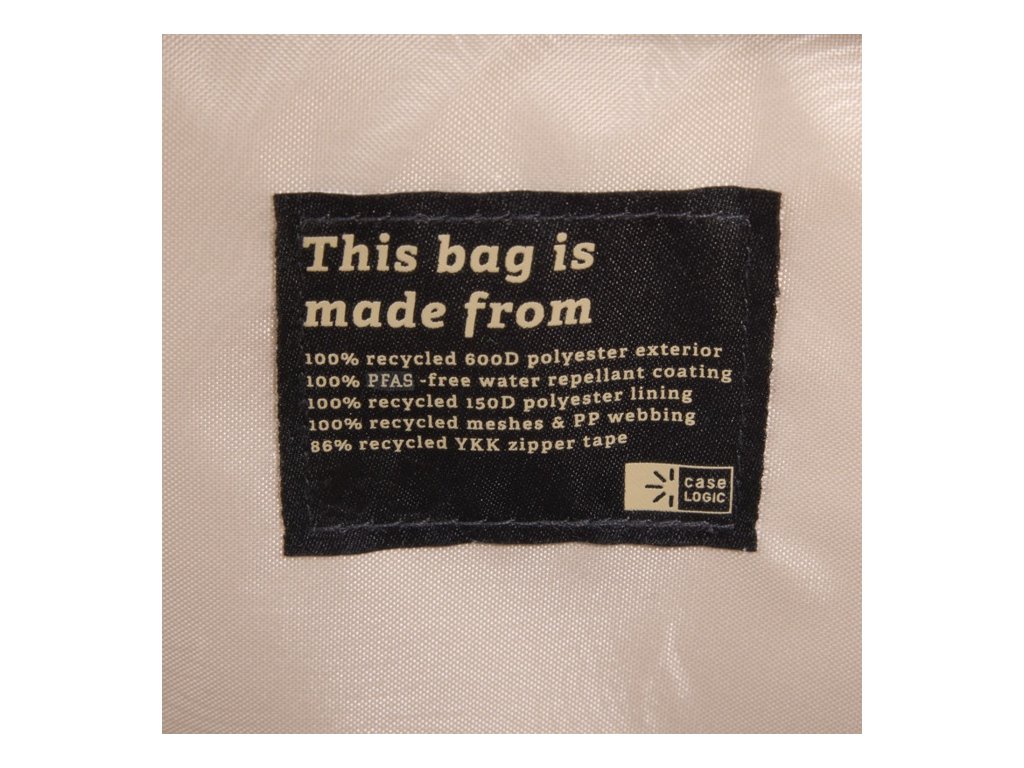 This bag is
made from
100% recycled 600D polyester exterior
100% PFAS -free water repellant coating
100% recycled 150D polyester lining
100% recycled meshes & PP webbing
86% recycled YKK zipper tape
case
LOGIC